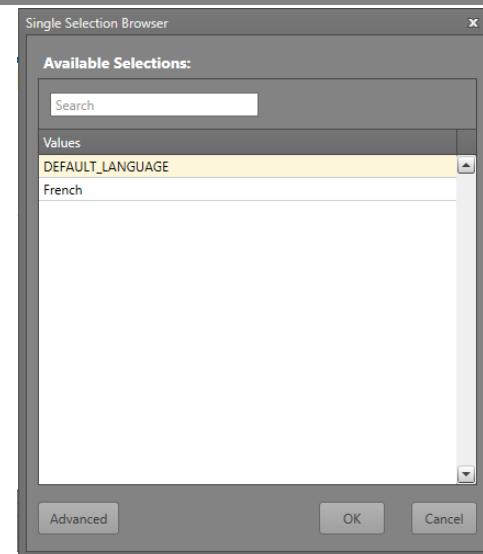 Single Selection Browser x
Available Selections:
Search
Values
DEFAULT_LANGUAGE
French
Advanced OK Cancel